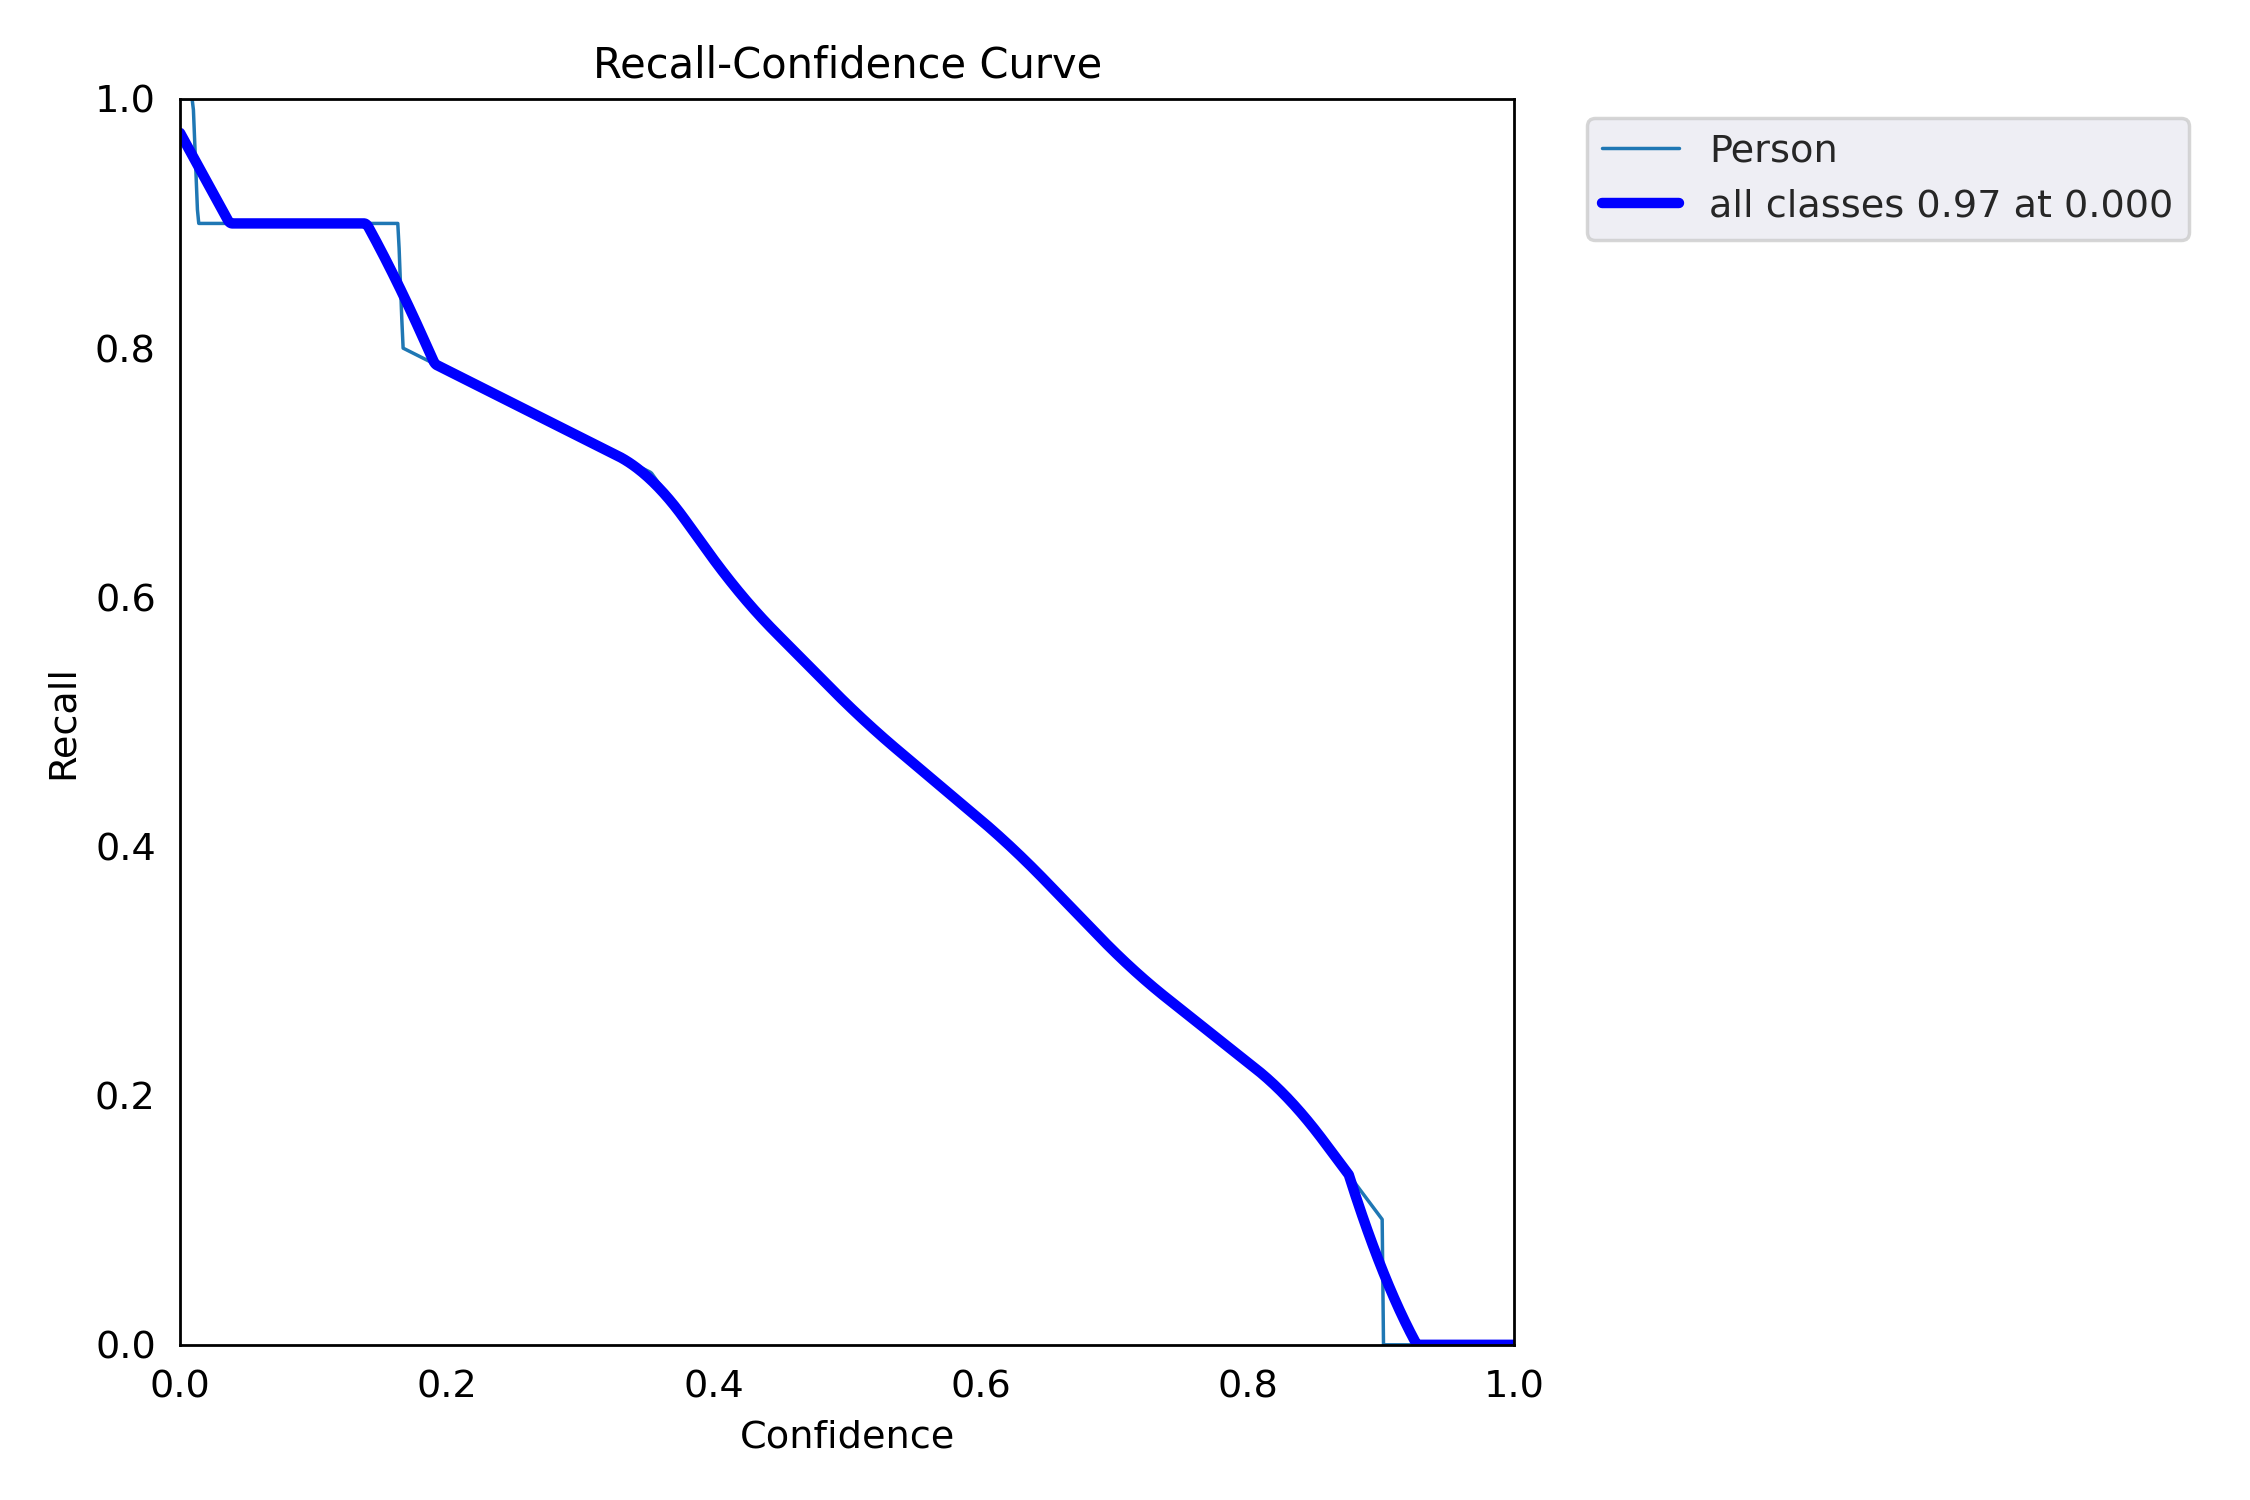 Recall-Confidence Curve
1.0
0.8
0.6
0.4
0.2
0.0
Recall
0.0 0.2 0.4 0.6 0.8 1.0
Confidence
Person
all classes 0.97 at 0.000